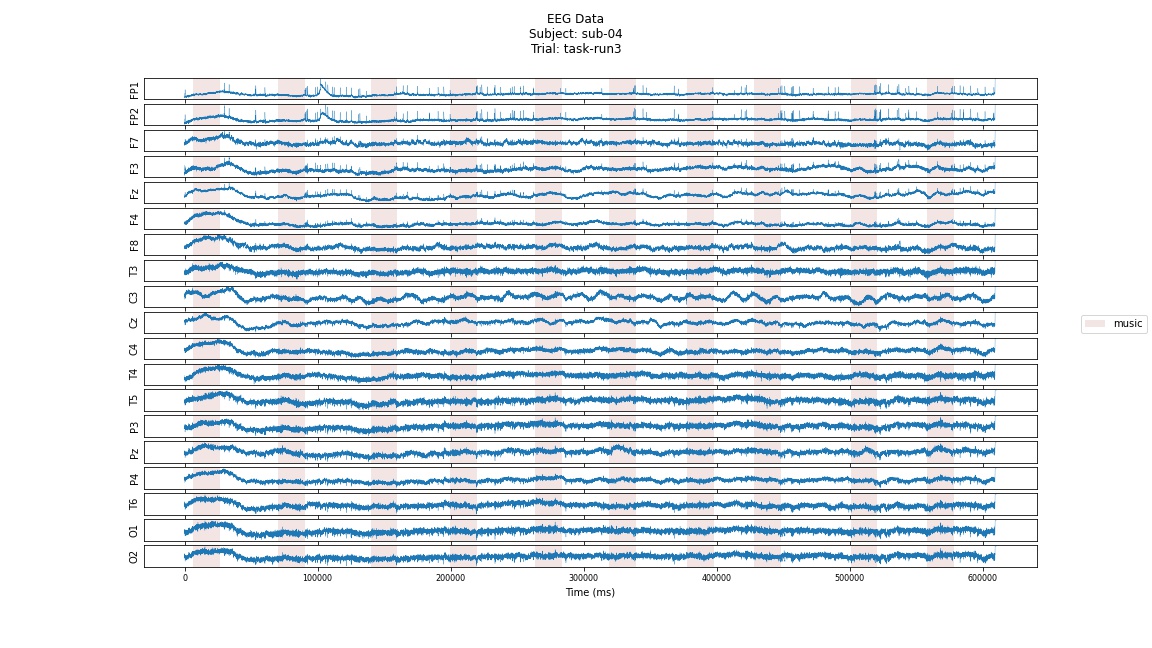 EEG Data
Subject: sub-04
Trial: task-run3
FP1
FP2
F7
F3
Fz
F4
F8
T3
C3
Cz
C4
T4
T5
P3
Pz
P4
T6
O1
O2
music
0 100000 200000 300000 400000 500000 600000
Time (ms)